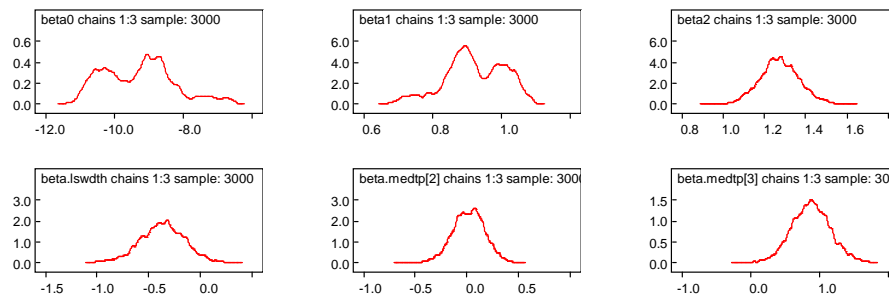 beta0 chains 1:3 sample: 3000
0.6
0.4
0.2
0.0
-12.0 -10.0 -8.0
beta1 chains 1:3 sample: 3000
6.0
4.0
2.0
0.0
0.6 0.8 1.0
beta2 chains 1:3 sample: 3000
6.0
4.0
2.0
0.0
0.8 1.0 1.2 1.4 1.6
beta.lswdth chains 1:3 sample: 3000
3.0
2.0
1.0
0.0
-1.5 -1.0 -0.5 0.0
beta.medtp[2] chains 1:3 sample: 3000
3.0
2.0
1.0
0.0
-1.0 -0.5 0.0 0.5
beta.medtp[3] chains 1:3 sample: 30
1.5
1.0
0.5
0.0
-1.0 0.0 1.0